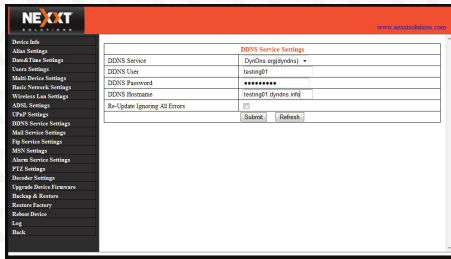 NEXXT
SOLUTIONS
www.nexxtsolutions.com
Device Info
Alias Settings
Date&Time Settings
Users Settings
Multi-Device Settings
Basic Network Settings
Wireless Lan Settings
ADSL Settings
UPnP Settings
DDNS Service Settings
Mail Service Settings
Ftp Service Settings
MSN Settings
Alarm Service Settings
PTZ Settings
Decoder Settings
Upgrade Device Firmware
Backup & Restore
Restore Factory
Reboot Device
Log
Back
DDNS Service Settings
DDNS Service DynDns.org(dyndns)
DDNS User testing01
DDNS Password •••••••••
DDNS Hostname testing01.dyndns.info
Re-Update Ignoring All Errors
Submit Refresh